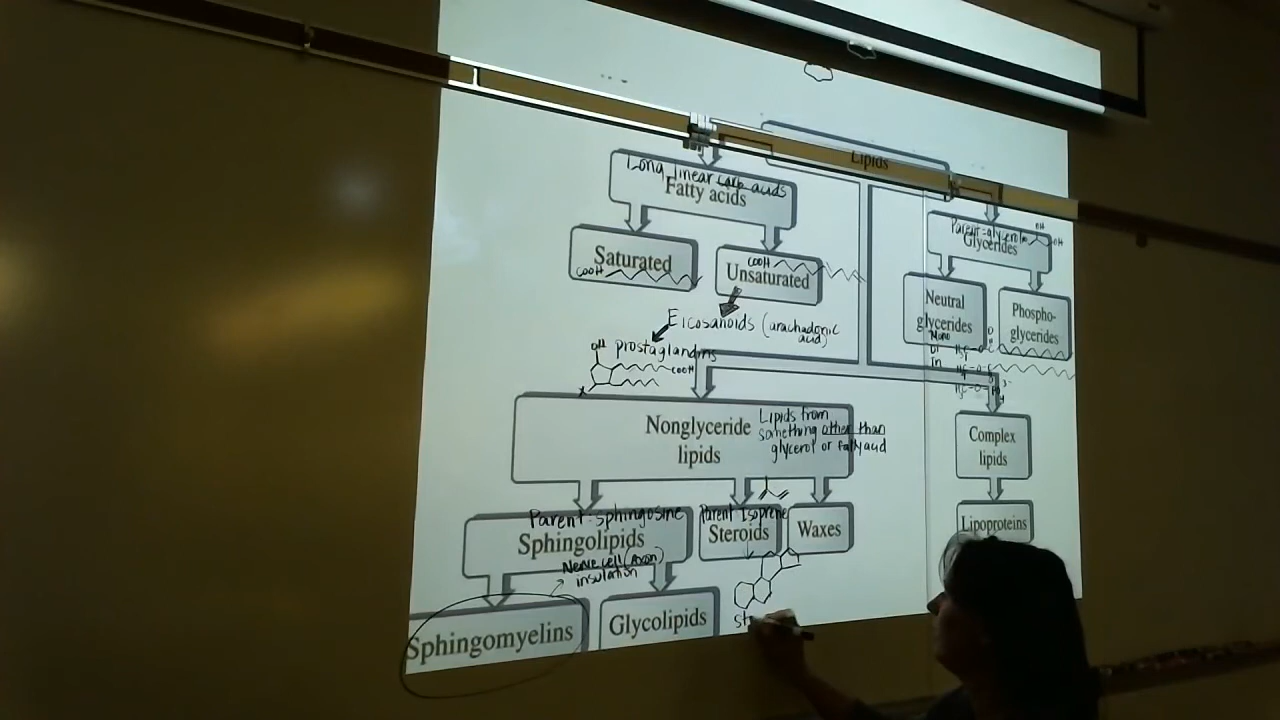 Lipids
Long linear carb acids
Fatty acids
Parent-glycerol
OH
OH
Glycerides
Saturated
COOH
COOH
Unsaturated
Neutral
glycerides
Mono
Di
Tri
Phospho-
glycerides
Eicosanoids (arachadonic
acid)
prostaglandins
OH
COOH
Nonglyceride
lipids
Lipids from
something other than
glycerol or fatty acid
Complex
lipids
Lipoproteins
Parent: sphingosine
Sphingolipids
Parent Isoprene
Steroids
Waxes
Nerve cell (Axon)
insulation
Sphingomyelins
Glycolipids
st